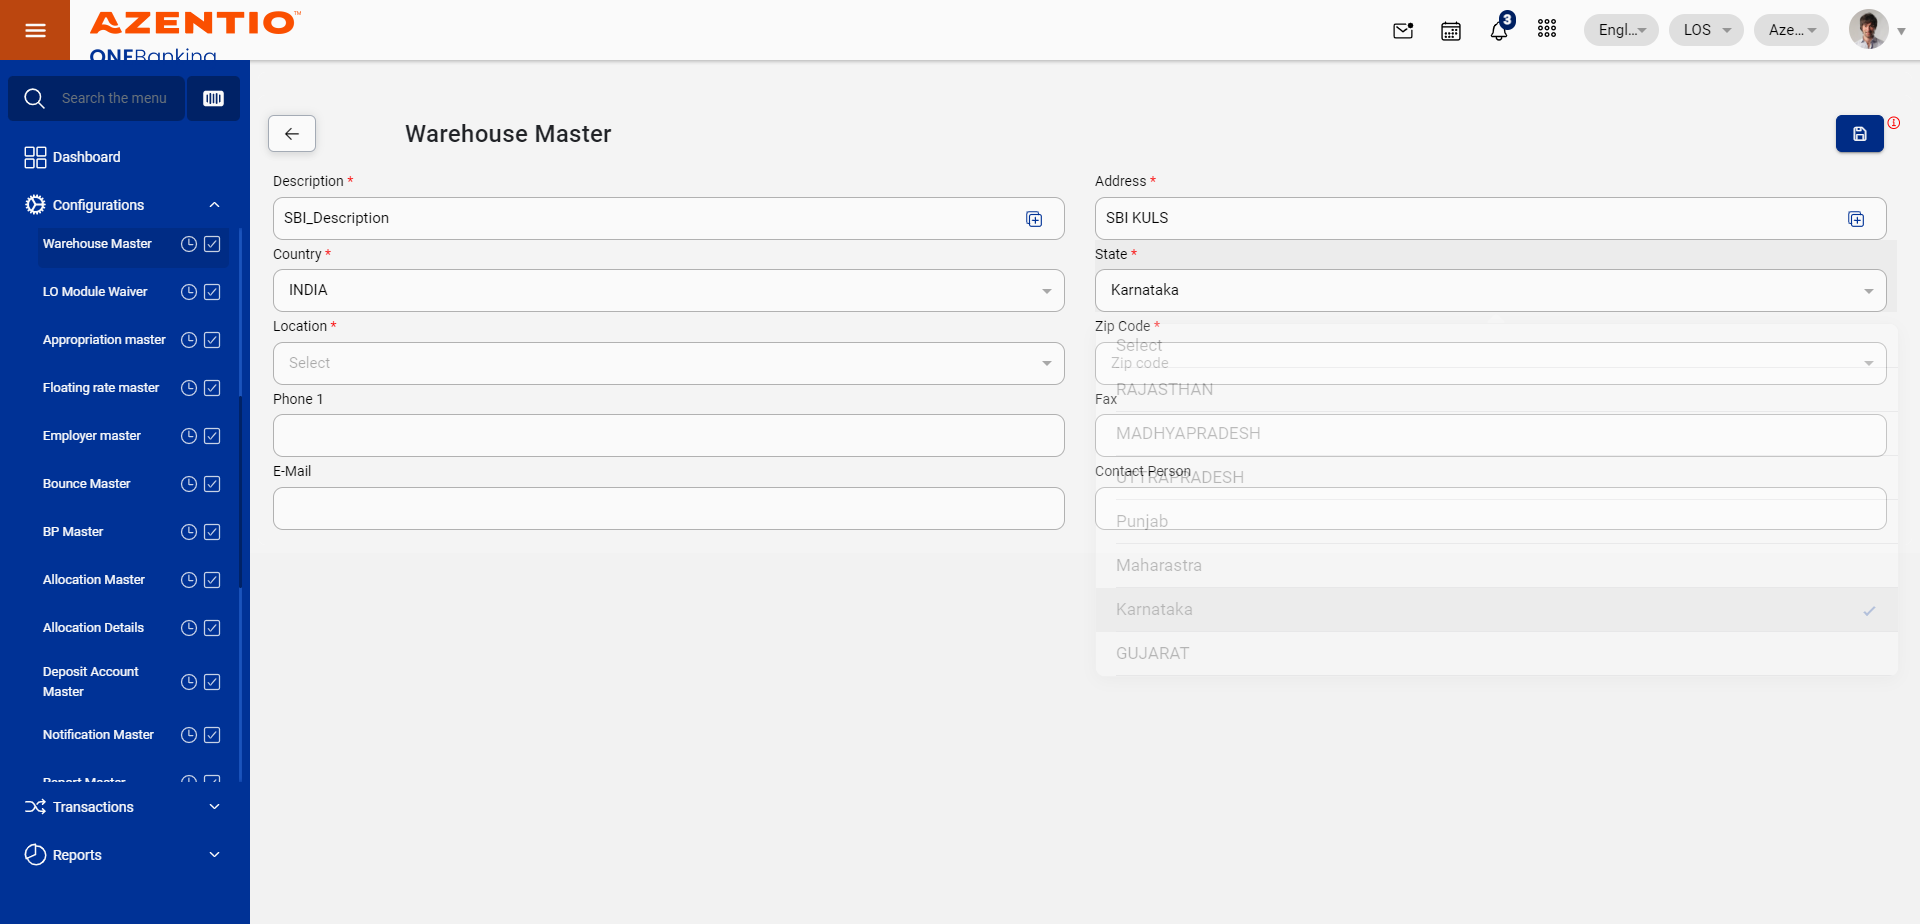 AZENTIO™
ONEBanking
3
Engl...
LOS
Aze...
Search the menu
Dashboard
Configurations
Warehouse Master
LO Module Waiver
Appropriation master
Floating rate master
Employer master
Bounce Master
BP Master
Allocation Master
Allocation Details
Deposit Account
Master
Notification Master
Report Master
Transactions
Reports
Warehouse Master
Description *
SBI_Description
Address *
SBI KULS
Country *
INDIA
State *
Karnataka
Location *
Select
Zip Code *
Zip code
Phone 1
Fax
E-Mail
Contact Person
Select
RAJASTHAN
MADHYAPRADESH
UTTRAPRADESH
Punjab
Maharastra
Karnataka
GUJARAT